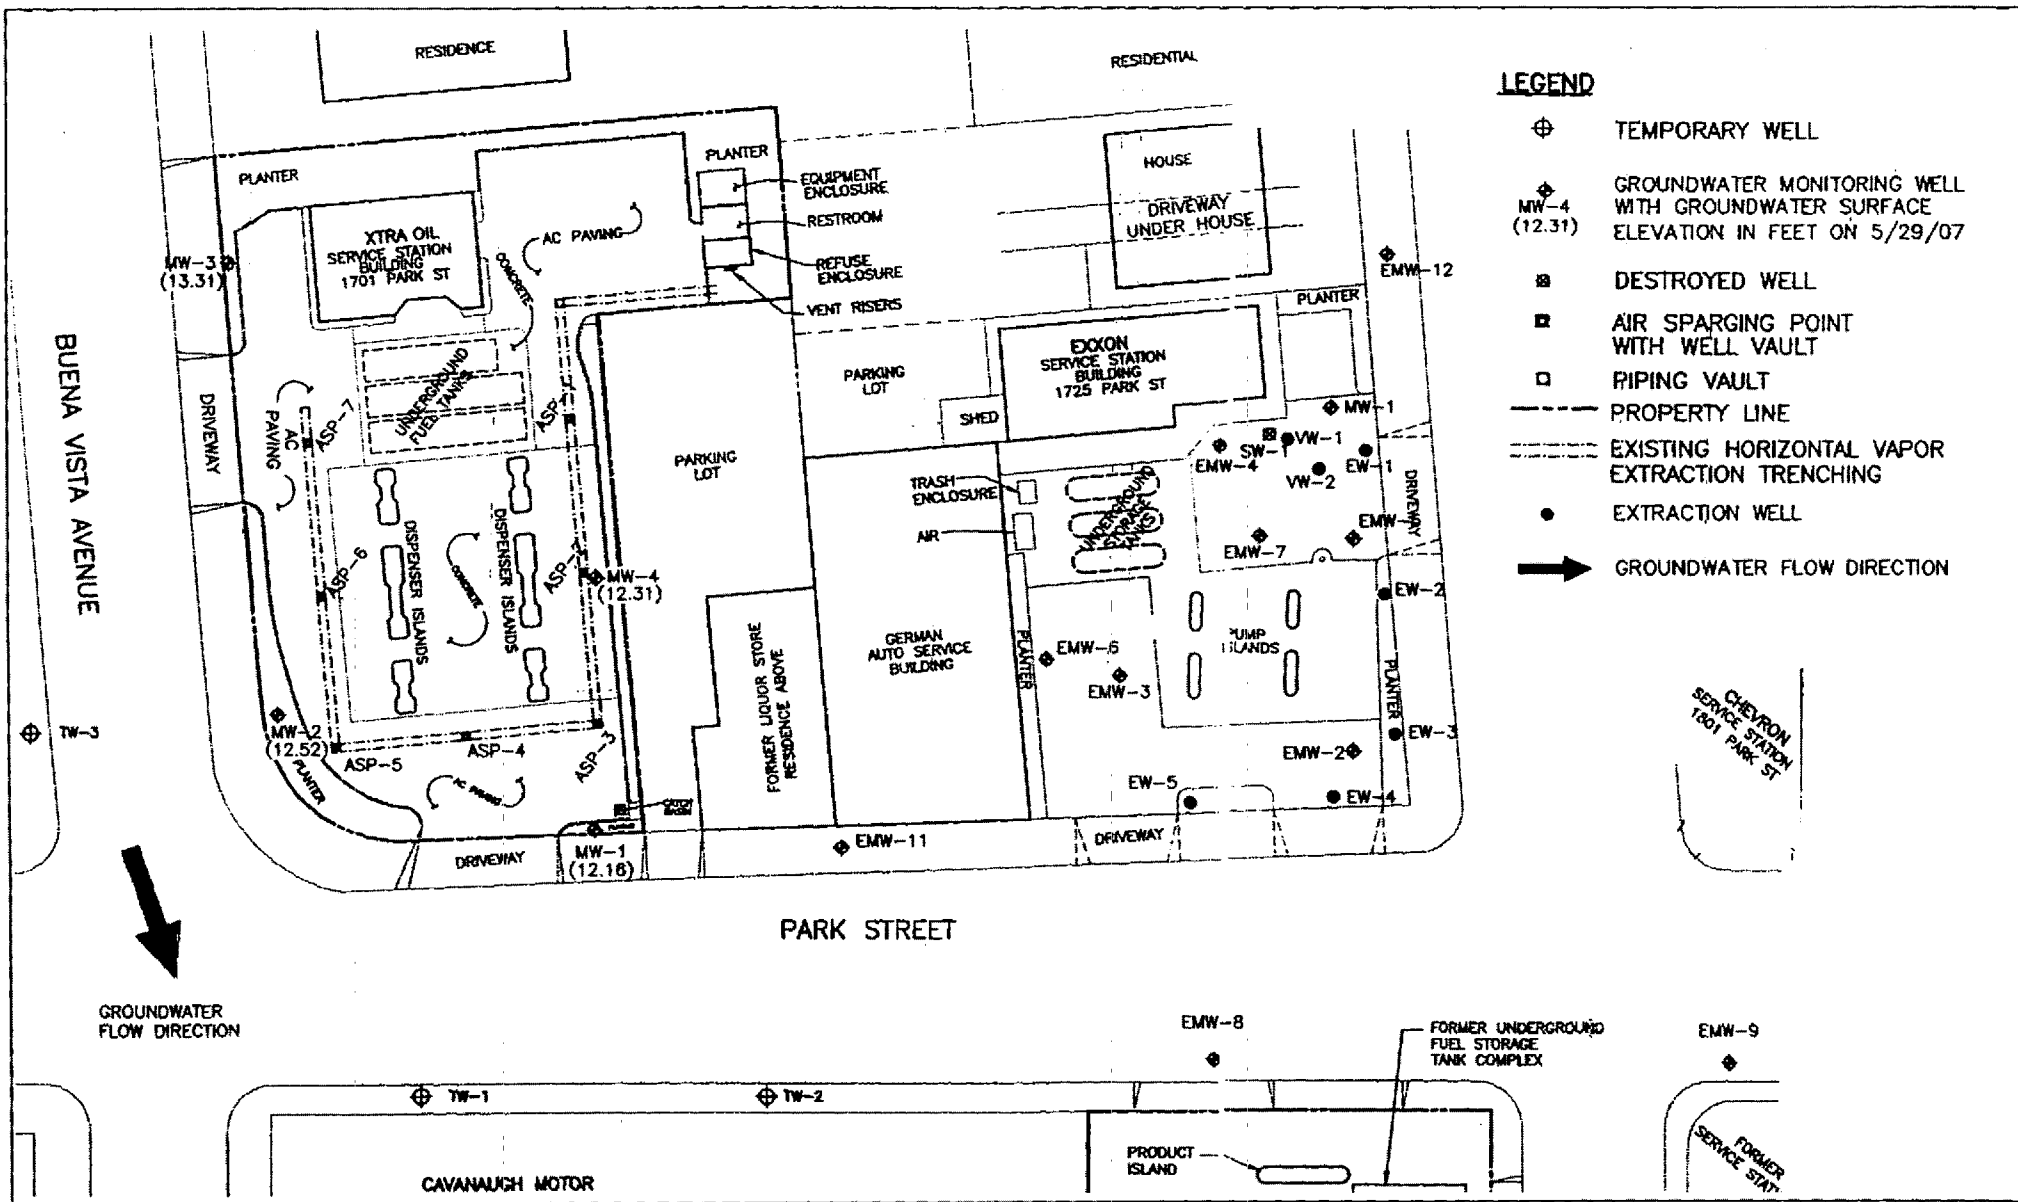 RESIDENCE
RESIDENTIAL
PLANTER
PLANTER
EQUIPMENT
ENCLOSURE
RESTROOM
REFUSE
ENCLOSURE
VENT RISERS
AC PAVING
CONCRETE
XTRA OIL
SERVICE STATION
BUILDING
1701 PARK ST
MW-3
(13.31)
HOUSE
DRIVEWAY
UNDER HOUSE
EMW-12
PLANTER
BUENA VISTA AVENUE
DRIVEWAY
AC
PAVING
ASP-7
UNDERGROUND
FUEL TANKS
ASP-1
PARKING
LOT
PARKING
LOT
SHED
EXXON
SERVICE STATION
BUILDING
1725 PARK ST
MW-1
VW-1
SW-1
EMW-4
EW-1
VW-2
DRIVEWAY
TRASH
ENCLOSURE
AIR
UNDERGROUND
STORAGE
TANKS
EMW-7
EMW-
EW-2
ASP-6
DISPENSER ISLANDS
CONCRETE
DISPENSER ISLANDS
MW-4
(12.31)
FORMER LIQUOR STORE
RESIDENCE ABOVE
GERMAN
AUTO SERVICE
BUILDING
PLANTER
EMW-6
EMW-3
PUMP
ISLANDS
PLANTER
EW-3
EMW-2
EW-5
EW-4
TW-3
MW-2
(12.52)
PLANTER
ASP-5
ASP-4
ASP-3
AC PAVING
MW-1
(12.16)
DRIVEWAY
EMW-11
DRIVEWAY
CHEVRON
SERVICE STATION
1801 PARK ST
PARK STREET
GROUNDWATER
FLOW DIRECTION
EMW-8
EMW-9
FORMER UNDERGROUND
FUEL STORAGE
TANK COMPLEX
TW-1
TW-2
PRODUCT
ISLAND
CAVANAUGH MOTOR
FORMER
SERVICE STAT
LEGEND
TEMPORARY WELL
MW-4
(12.31)
GROUNDWATER MONITORING WELL
WITH GROUNDWATER SURFACE
ELEVATION IN FEET ON 5/29/07
DESTROYED WELL
AIR SPARGING POINT
WITH WELL VAULT
PIPING VAULT
PROPERTY LINE
EXISTING HORIZONTAL VAPOR
EXTRACTION TRENCHING
EXTRACTION WELL
GROUNDWATER FLOW DIRECTION